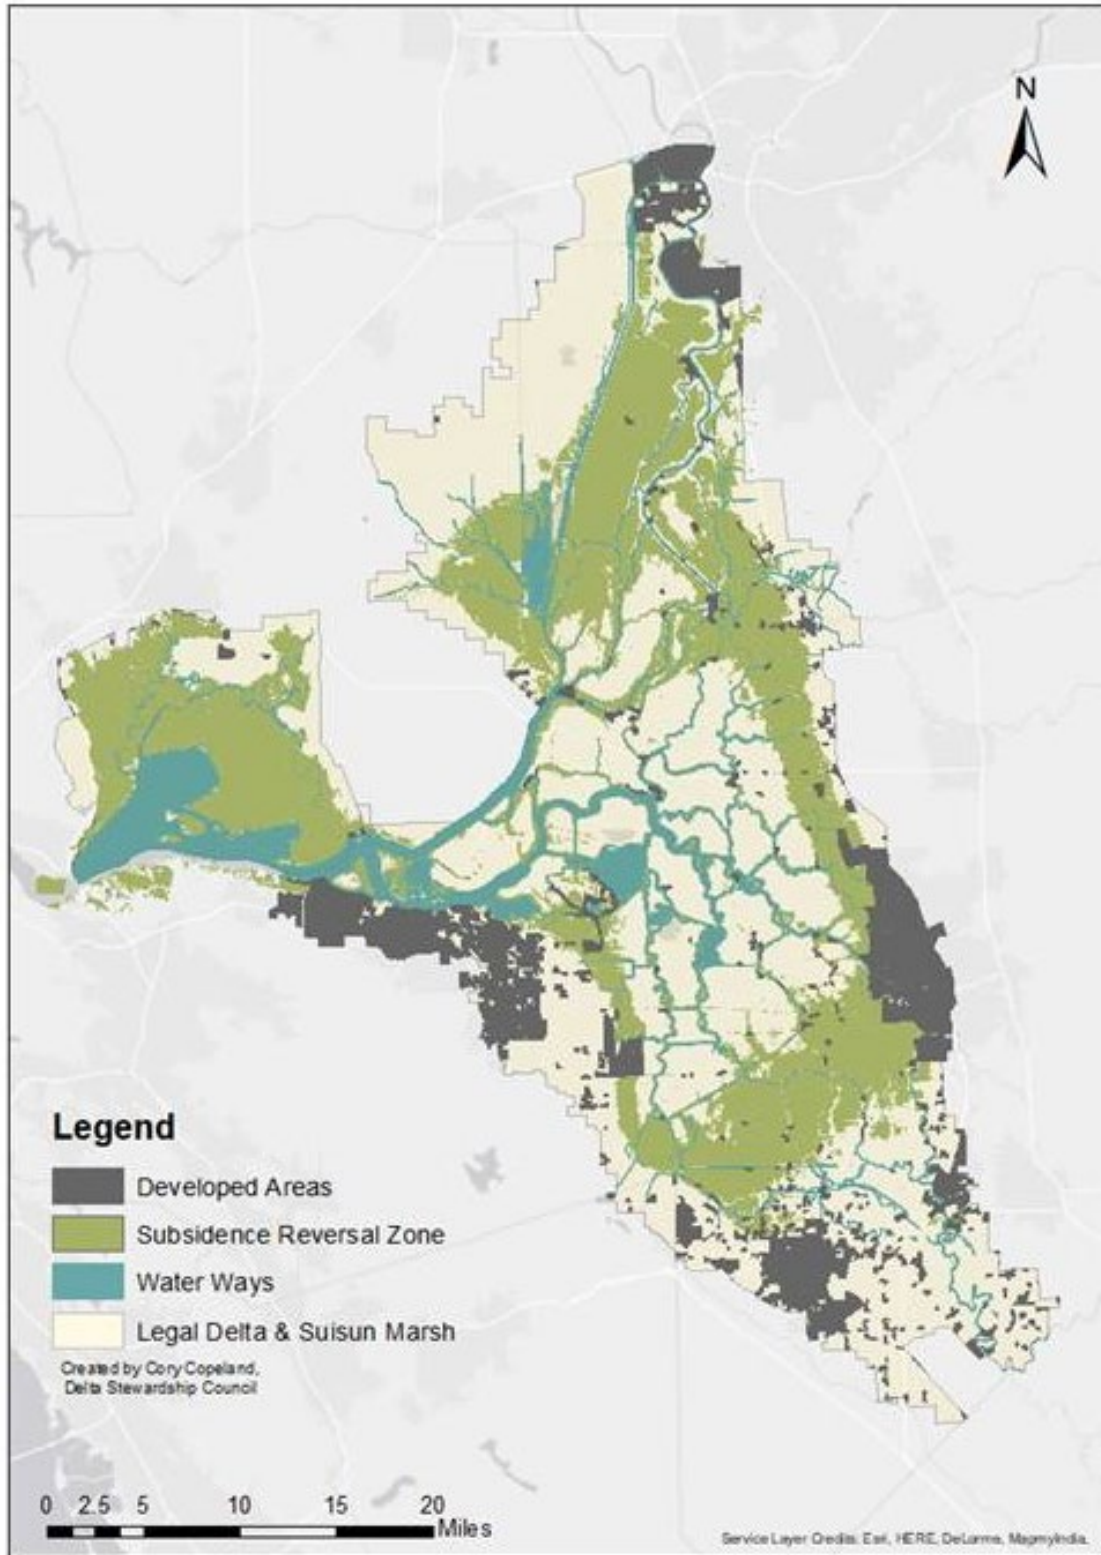 N
Legend
Developed Areas
Subsidence Reversal Zone
Water Ways
Legal Delta & Suisun Marsh
Created by Cory Copeland,
Delta Stewardship Council
0 2.5 5 10 15 20
Miles
Service Layer Credits: Esri, HERE, DeLorme, MapmyIndia,